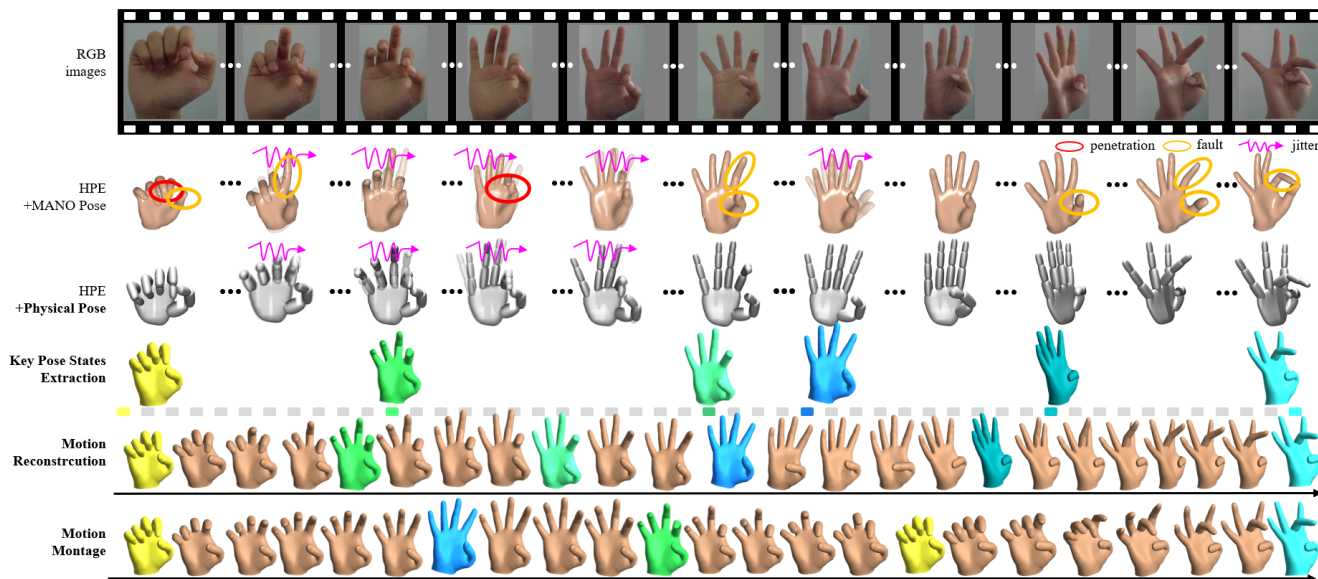 RGB
images
penetration
fault
jitter
HPE
+MANO Pose
HPE
+Physical Pose
Key Pose States
Extraction
Motion
Reconstrcution
Motion
Montage